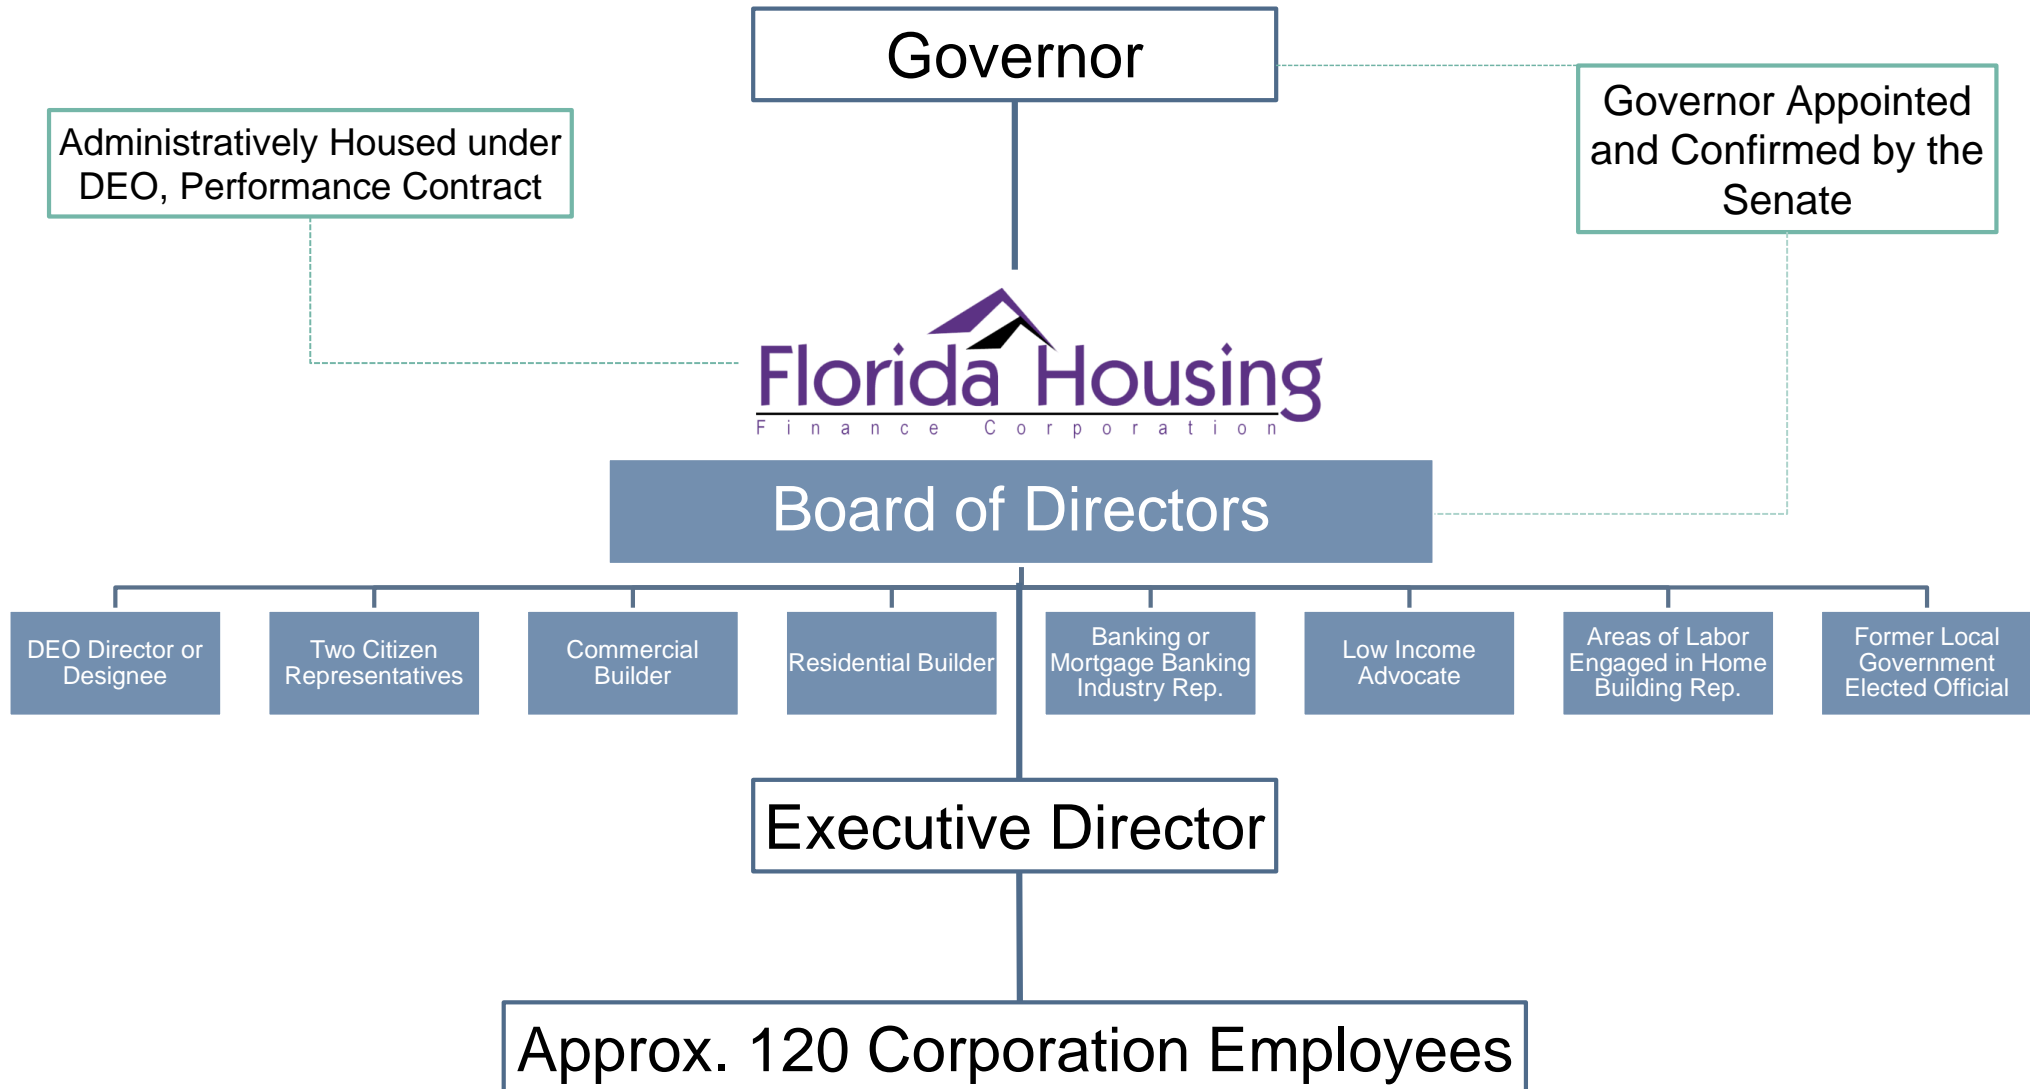 Governor
Administratively Housed under
DEO, Performance Contract
Governor Appointed
and Confirmed by the
Senate
Florida Housing
Finance Corporation
Board of Directors
DEO Director or
Designee
Two Citizen
Representatives
Commercial
Builder
Residential Builder
Banking or
Mortgage Banking
Industry Rep.
Low Income
Advocate
Areas of Labor
Engaged in Home
Building Rep.
Former Local
Government
Elected Official
Executive Director
Approx. 120 Corporation Employees